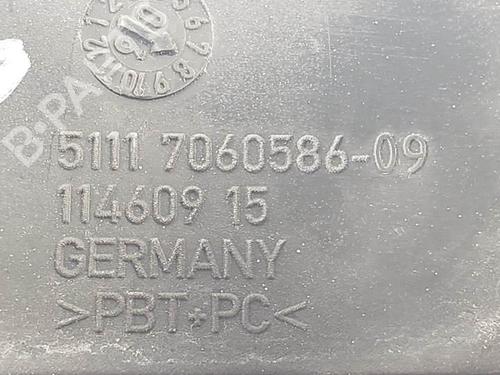 5111 7060586-09
114609 15
GERMANY
>PBT+PC<
B-PA